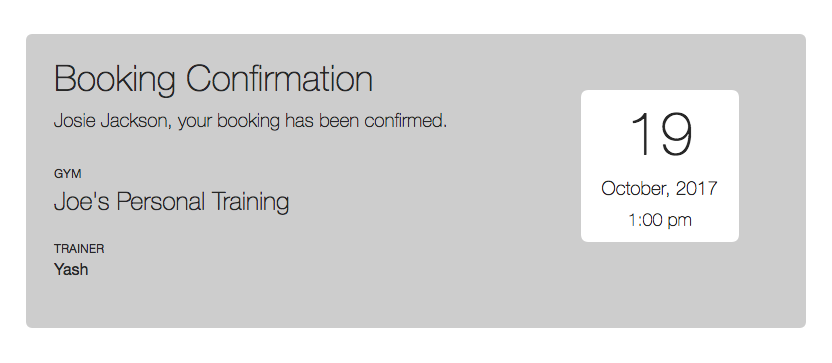 Booking Confirmation
Josie Jackson, your booking has been confirmed.
GYM
Joe's Personal Training
TRAINER
Yash
19
October, 2017
1:00 pm